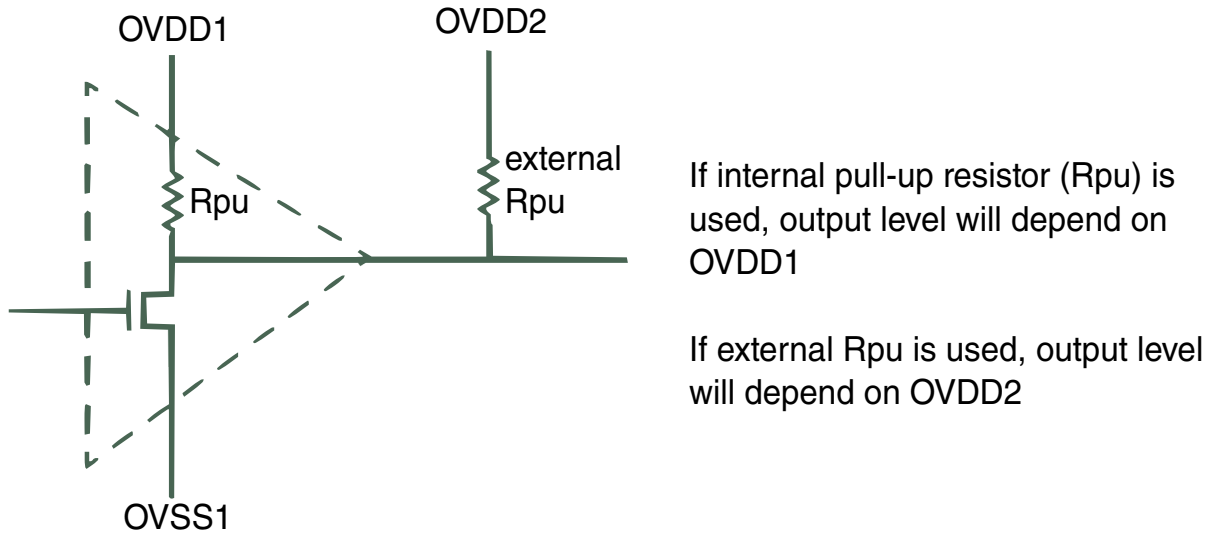 OVDD1
OVDD2
Rpu
external
Rpu
OVSS1
If internal pull-up resistor (Rpu) is
used, output level will depend on
OVDD1
If external Rpu is used, output level
will depend on OVDD2